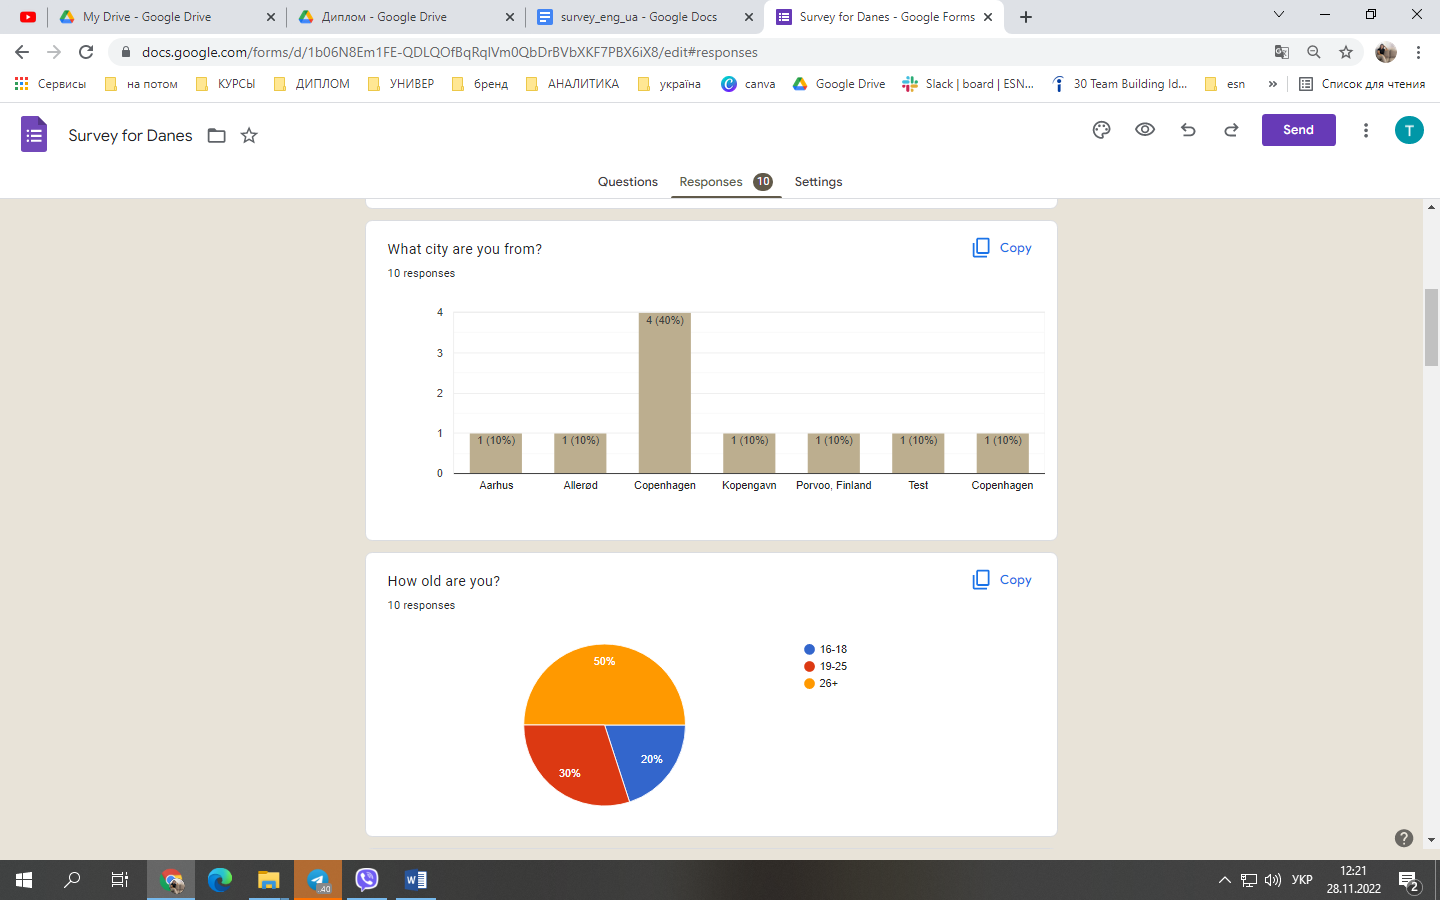 My Drive - Google Drive
Диплом - Google Drive
survey_eng_ua - Google Docs
Survey for Danes - Google Forms
docs.google.com/forms/d/1b06N8Em1FE-QDLQOfBqRqlVm0QbDrBVbXKF7PBX6iX8/edit#responses
Сервисы
на потом
КУРСЫ
ДИПЛОМ
УНИВЕР
бренд
АНАЛИТИКА
україна
canva
Google Drive
Slack | board | ESN...
30 Team Building Id...
esn
»
Список для чтения
Survey for Danes
Send
T
Questions
Responses 10
Settings
What city are you from?
Copy
10 responses
4
3
2
1
0
1 (10%)
1 (10%)
4 (40%)
1 (10%)
1 (10%)
1 (10%)
1 (10%)
Aarhus
Allerød
Copenhagen
Kopengavn
Porvoo, Finland
Test
Copenhagen
How old are you?
Copy
10 responses
50%
30%
20%
16-18
19-25
26+
.40
УКР
12:21
28.11.2022
2